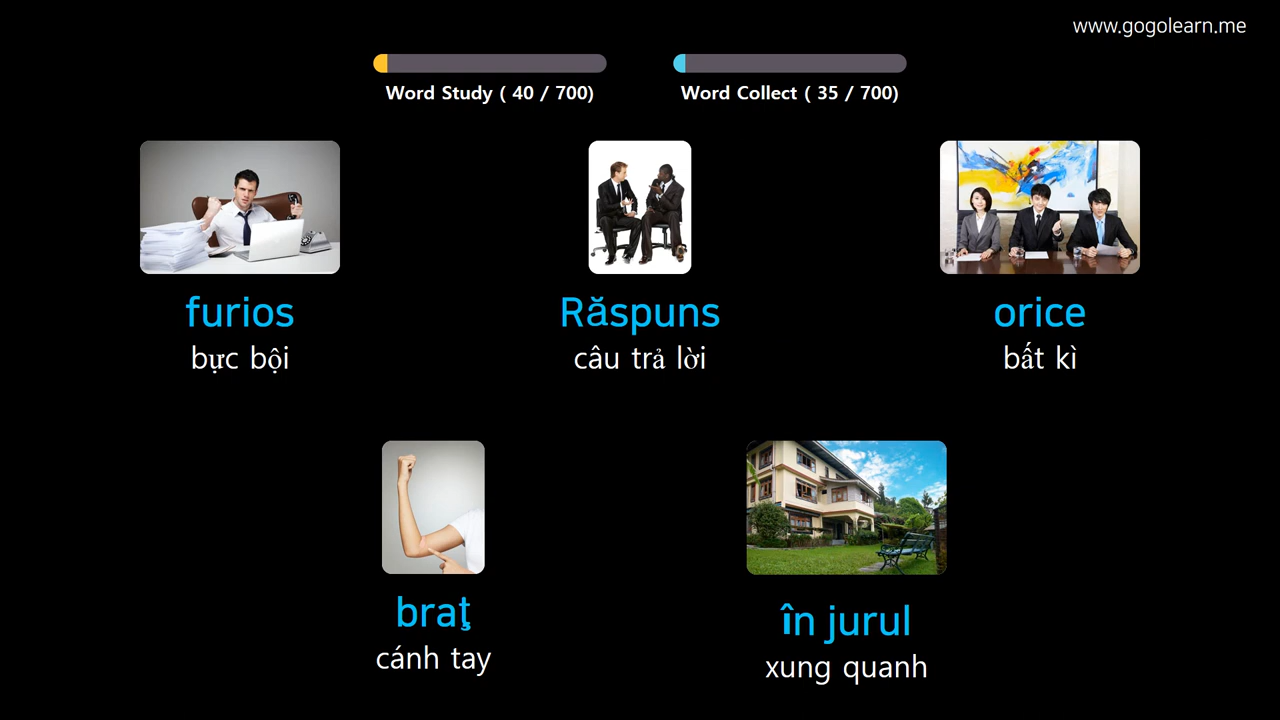 www.gogolearn.me
Word Study ( 40 / 700)
Word Collect ( 35 / 700)
furios
bực bội
Răspuns
câu trả lời
orice
bất kì
braţ
cánh tay
în jurul
xung quanh